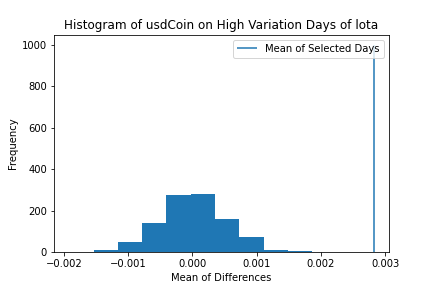 Histogram of usdCoin on High Variation Days of Iota
Mean of Selected Days
1000
800
600
400
200
0
Frequency
−0.002 −0.001 0.000 0.001 0.002 0.003
Mean of Differences